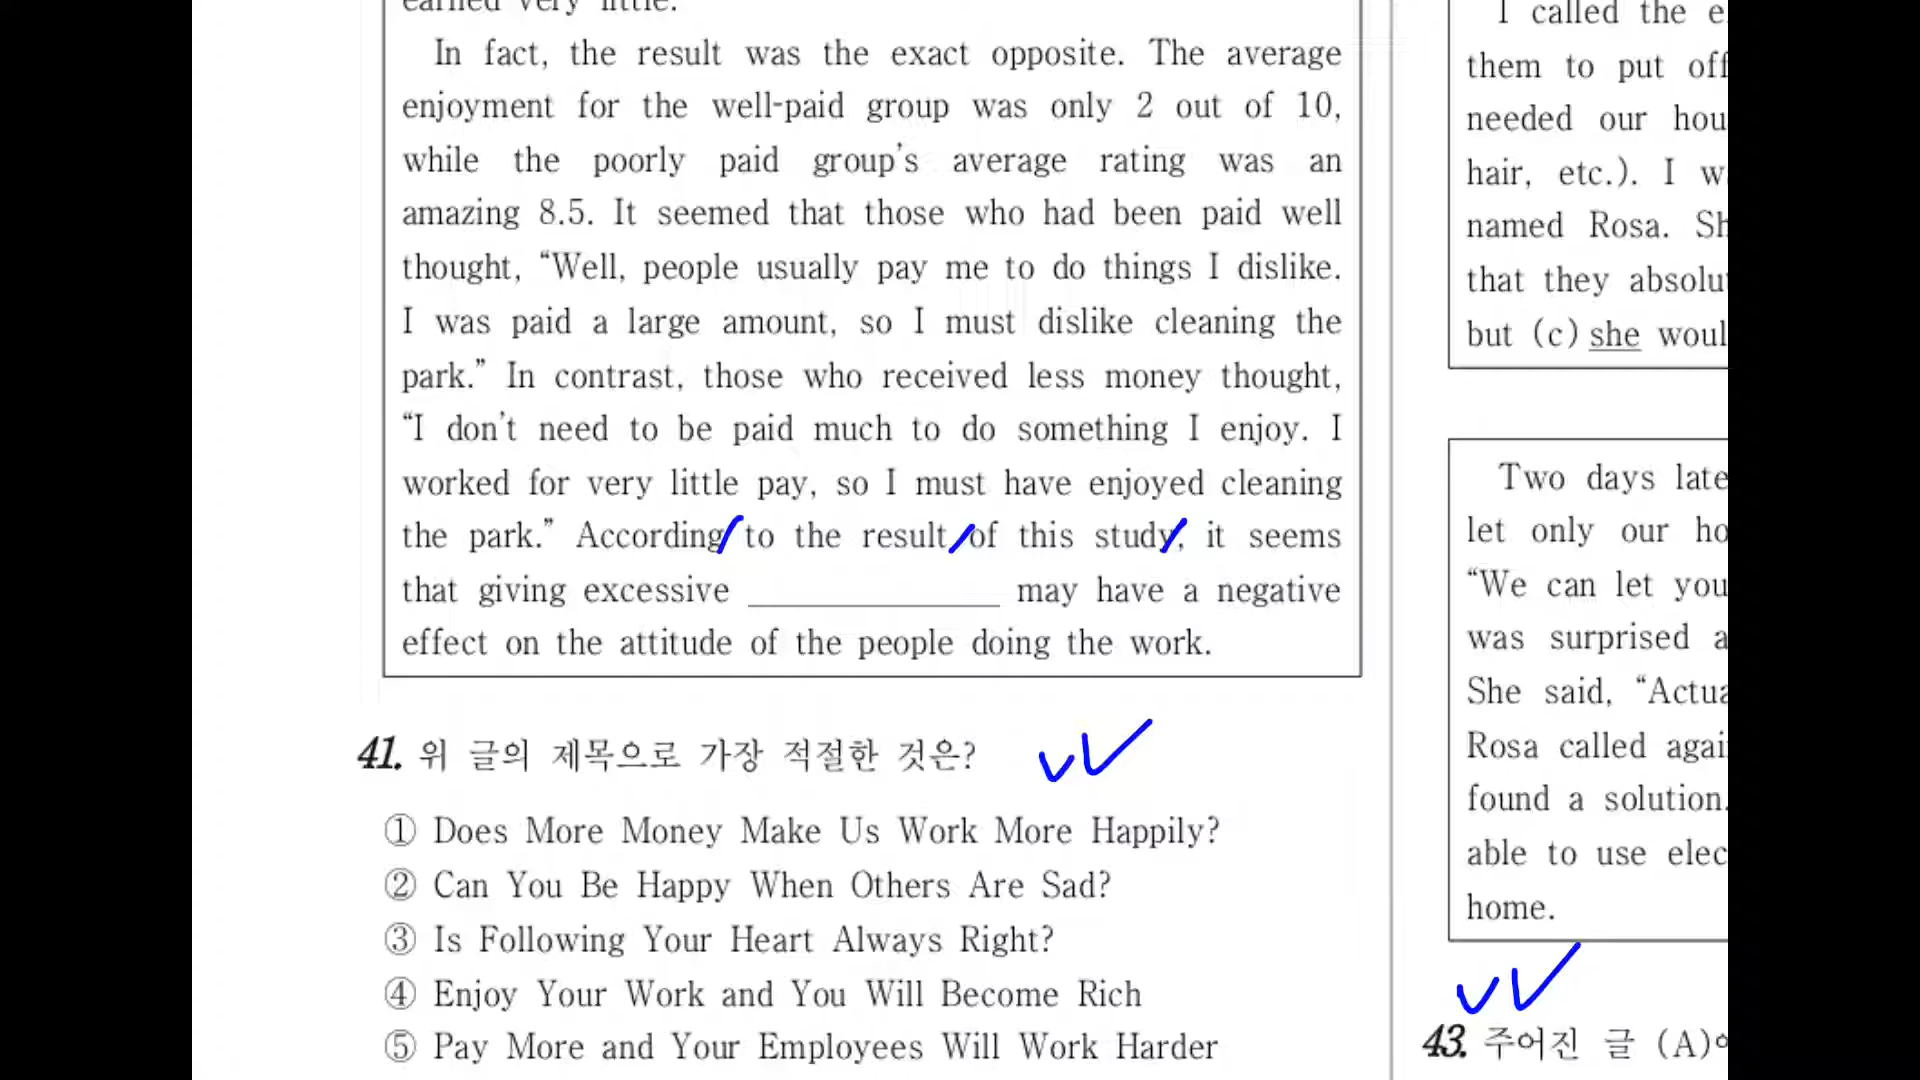 earned very little.
In fact, the result was the exact opposite. The average
enjoyment for the well-paid group was only 2 out of 10,
while the poorly paid group's average rating was an
amazing 8.5. It seemed that those who had been paid well
thought, “Well, people usually pay me to do things I dislike.
I was paid a large amount, so I must dislike cleaning the
park.” In contrast, those who received less money thought,
“I don't need to be paid much to do something I enjoy. I
worked for very little pay, so I must have enjoyed cleaning
the park.” According to the result of this study, it seems
that giving excessive ______________ may have a negative
effect on the attitude of the people doing the work.
41. 위 글의 제목으로 가장 적절한 것은?
① Does More Money Make Us Work More Happily?
② Can You Be Happy When Others Are Sad?
③ Is Following Your Heart Always Right?
④ Enjoy Your Work and You Will Become Rich
⑤ Pay More and Your Employees Will Work Harder
I called the e
them to put off
needed our hou
hair, etc.). I w
named Rosa. Sh
that they absolu
but (c) she woul
Two days late
let only our ho
“We can let you
was surprised a
She said, “Actua
Rosa called agai
found a solution.
able to use elec
home.
43. 주어진 글 (A)에